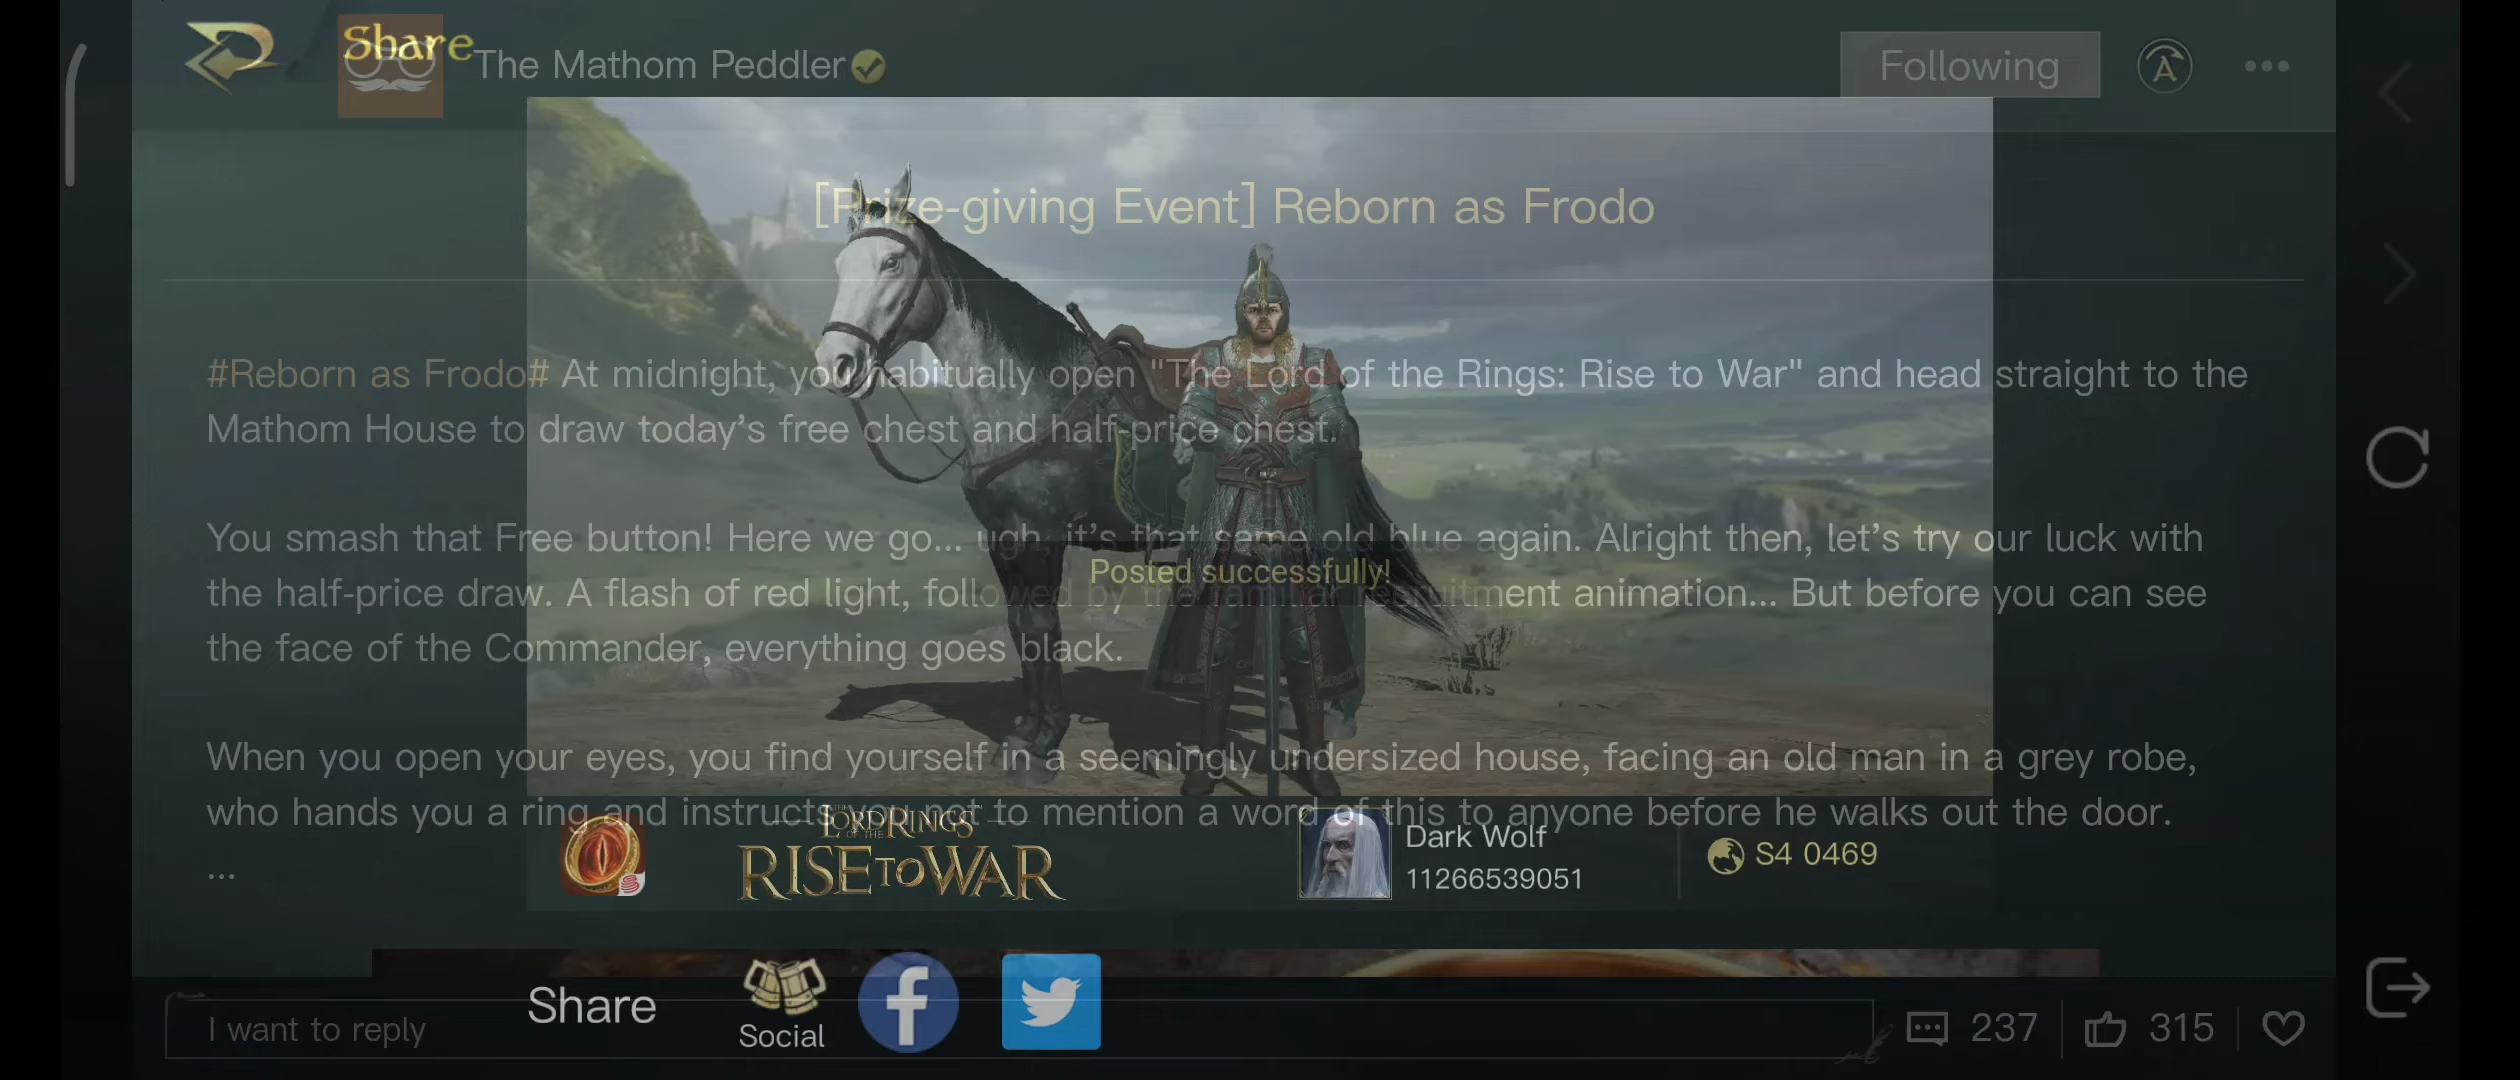 Share
The Mathom Peddler
Following
A
[Prize-giving Event] Reborn as Frodo
#Reborn as Frodo# At midnight, you habitually open "The Lord of the Rings: Rise to War" and head straight to the
Mathom House to draw today’s free chest and half-price chest.
You smash that Free button! Here we go... ugh, it’s that same old blue again. Alright then, let’s try our luck with
Posted successfully!
the half-price draw. A flash of red light, followed by the familiar recruitment animation... But before you can see
the face of the Commander, everything goes black.
When you open your eyes, you find yourself in a seemingly undersized house, facing an old man in a grey robe,
who hands you a ring and instructs you not to mention a word of this to anyone before he walks out the door.
...
THE LORD OF THE RINGS
RISE TO WAR
Dark Wolf
11266539051
S4 0469
Share
Social
I want to reply
237
315